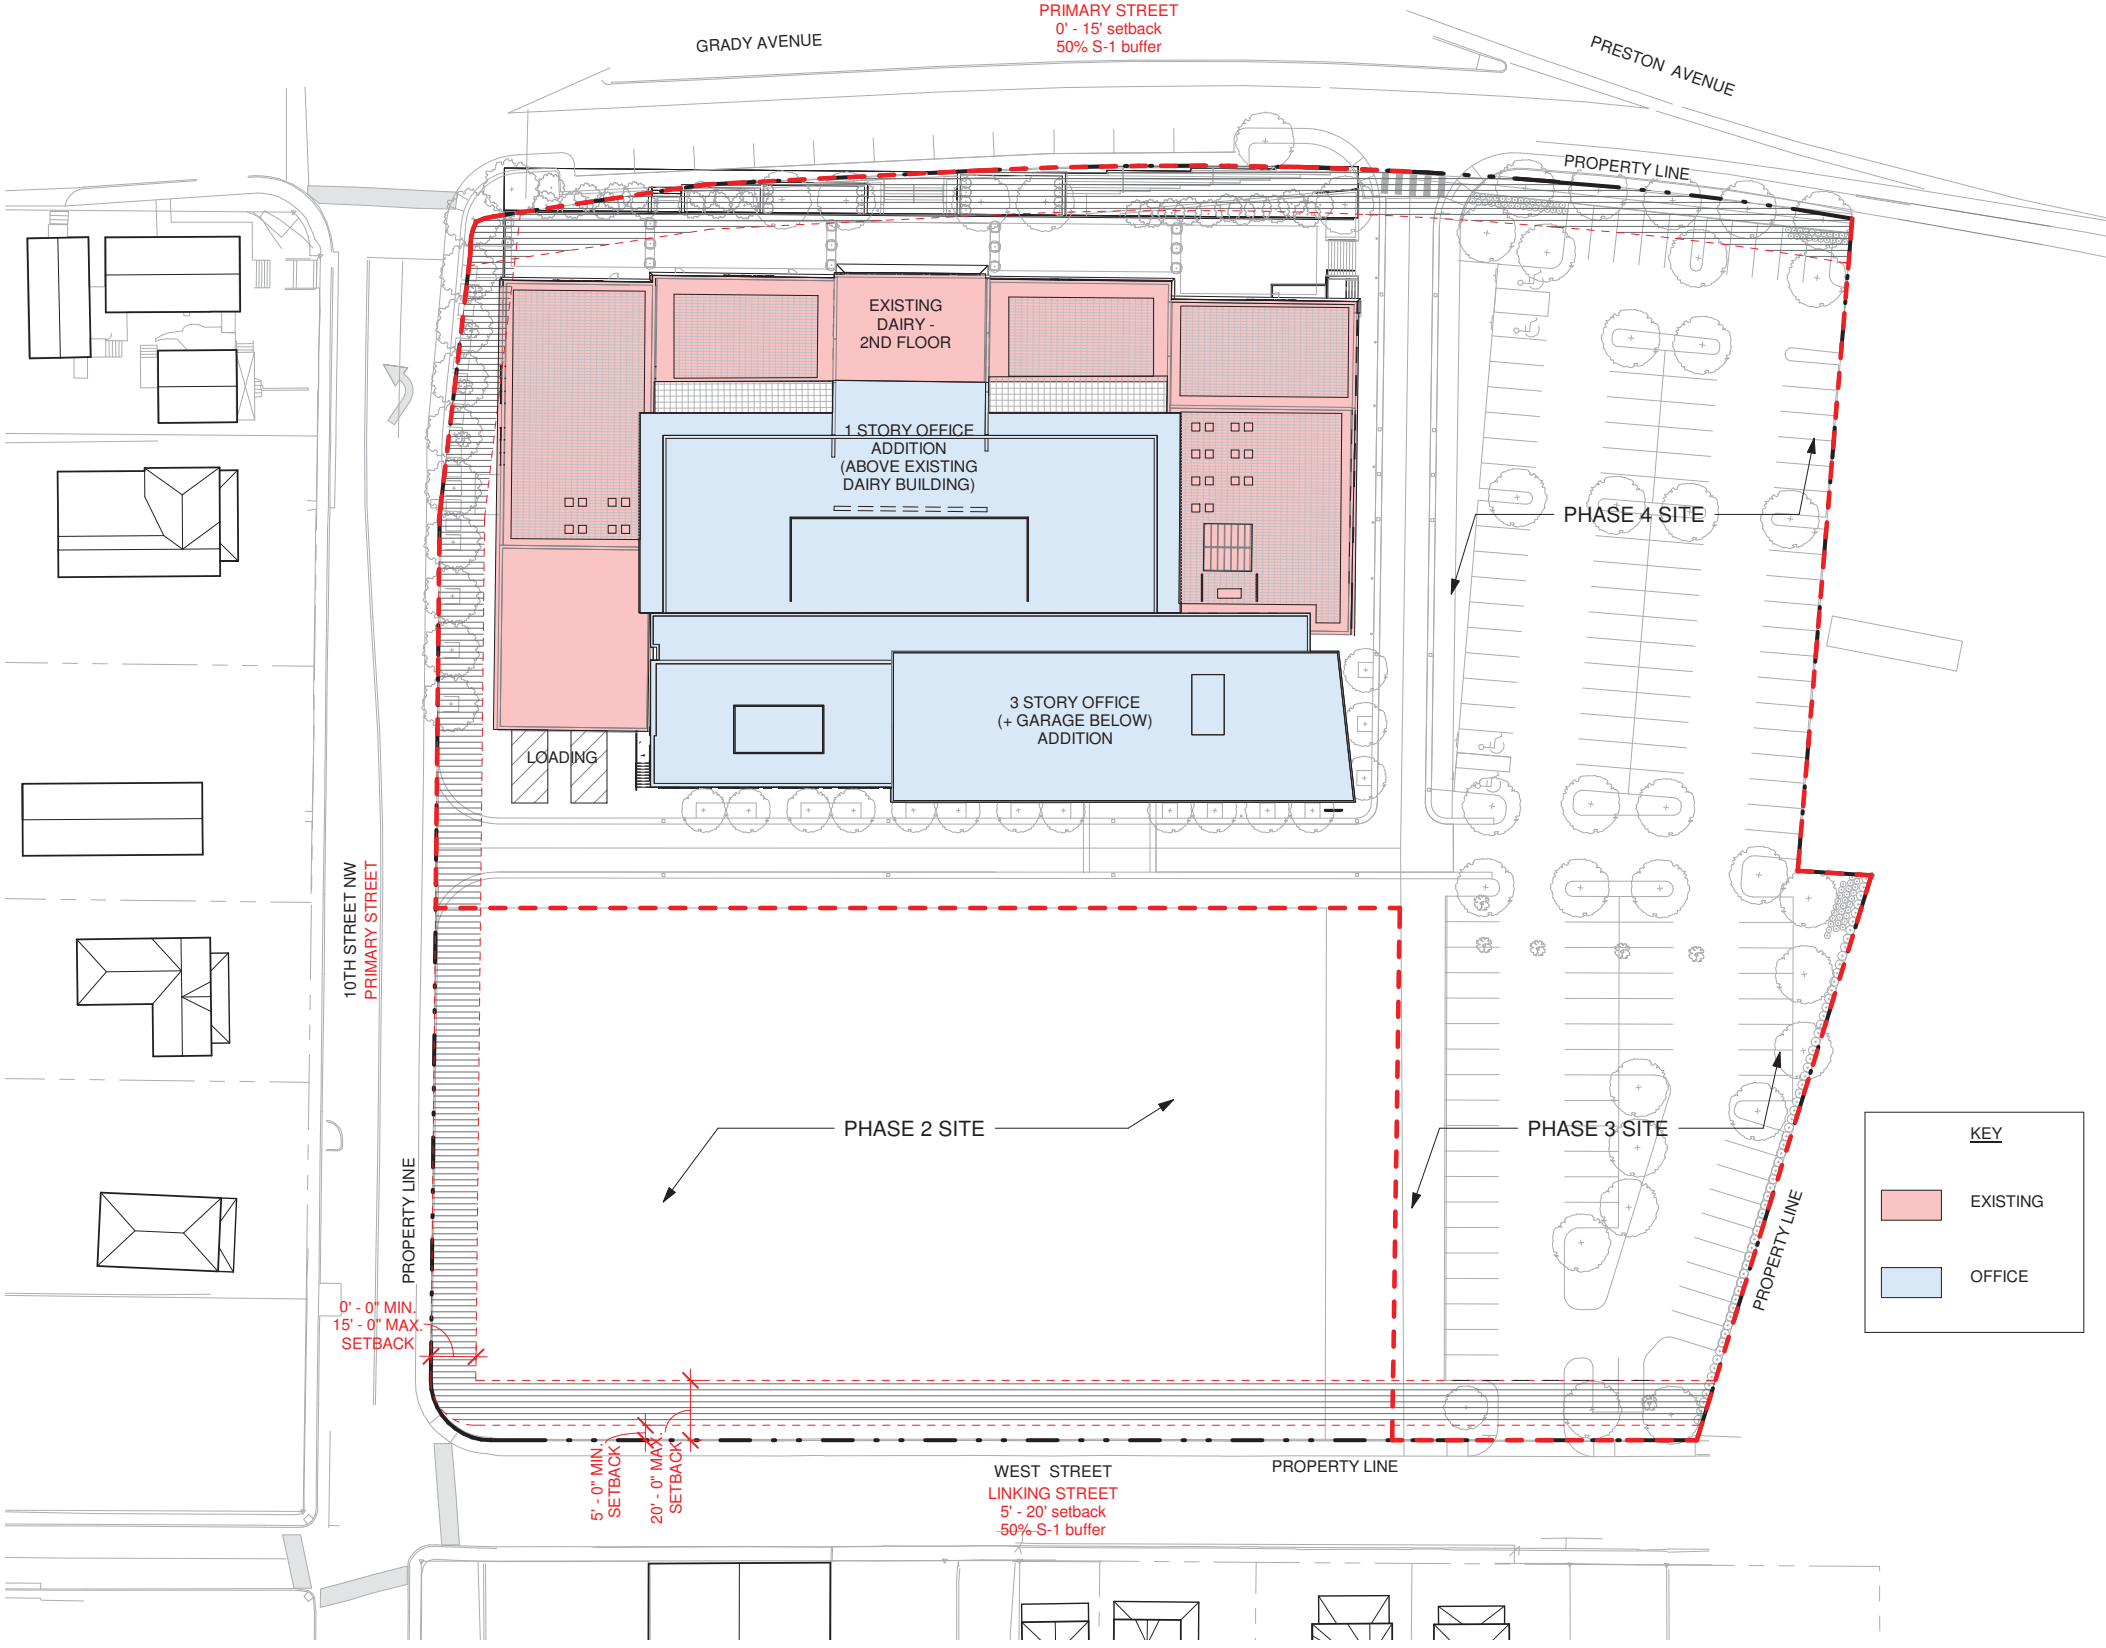 PRIMARY STREET
0' - 15' setback
50% S-1 buffer
GRADY AVENUE
PRESTON AVENUE
PROPERTY LINE
EXISTING
DAIRY -
2ND FLOOR
1 STORY OFFICE
ADDITION
(ABOVE EXISTING
DAIRY BUILDING)
PHASE 4 SITE
3 STORY OFFICE
(+ GARAGE BELOW)
ADDITION
LOADING
10TH STREET NW
PRIMARY STREET
PHASE 2 SITE
PHASE 3 SITE
KEY
EXISTING
OFFICE
PROPERTY LINE
PROPERTY LINE
0' - 0" MIN.
15' - 0" MAX.
SETBACK
5' - 0" MIN.
SETBACK
20' - 0" MAX.
SETBACK
WEST STREET
PROPERTY LINE
LINKING STREET
5' - 20' setback
50% S-1 buffer